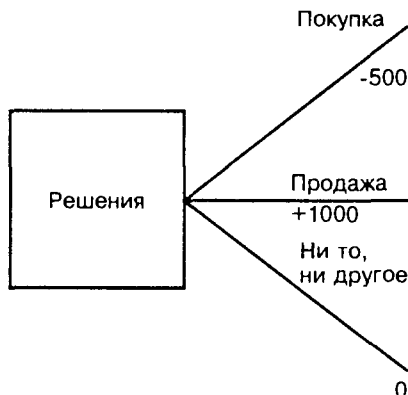 Покупка
-500
Решения
Продажа
+1000
Ни то,
ни другое
0